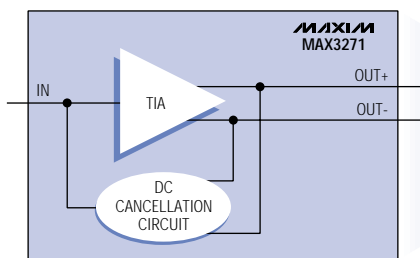 MAXIM
MAX3271
OUT+
IN
TIA
OUT-
DC
CANCELLATION
CIRCUIT